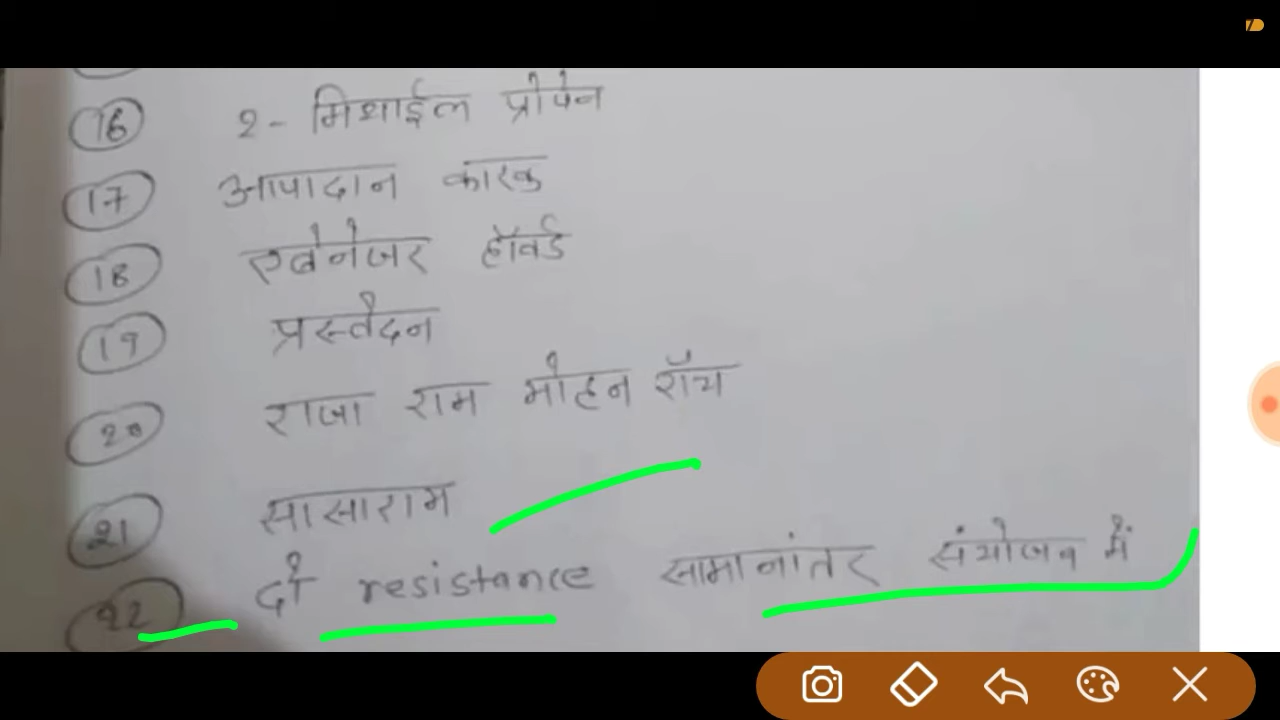 16 2- मिथाईल प्रोपेन
17 आपादान कारक
18 एबेनेजर हॉवर्ड
19 प्रस्वेदन
20 राजा राम मोहन रॉय
21 सासाराम
22 दो resistance सामानांतर संयोजन में